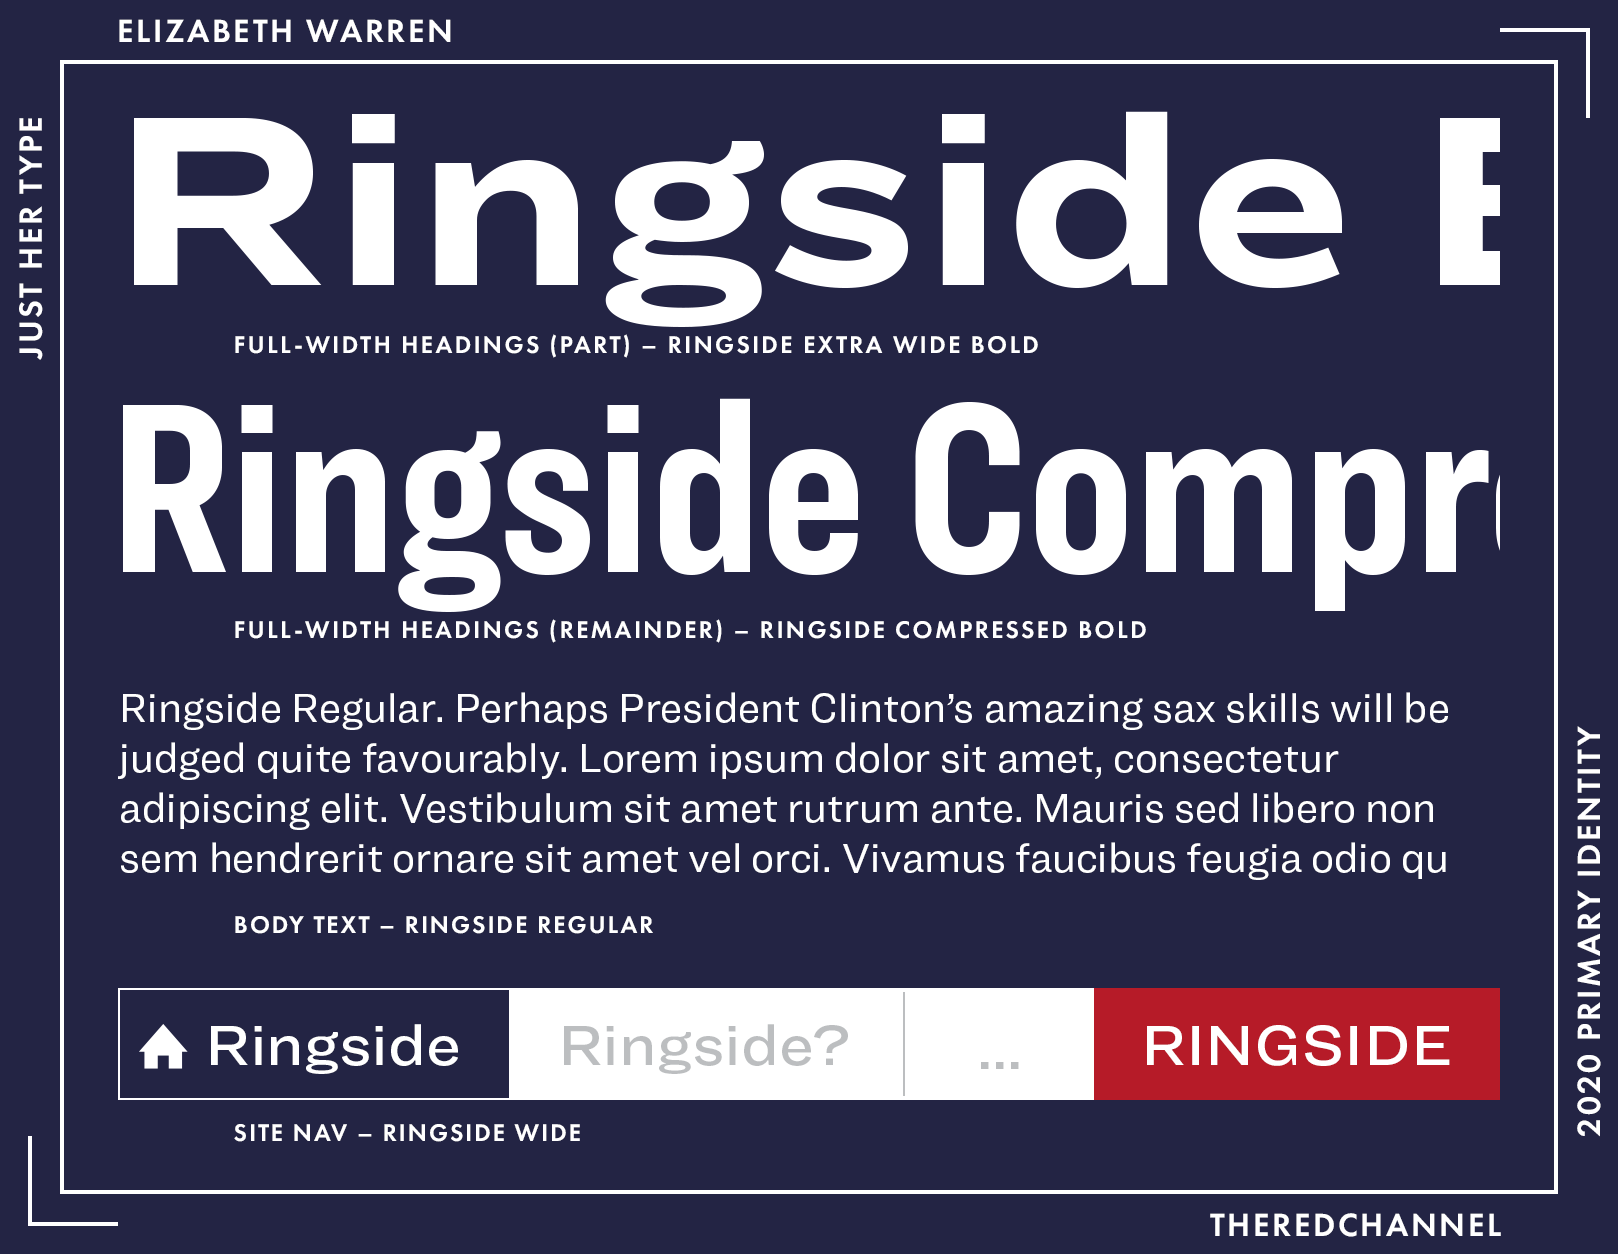 ELIZABETH WARREN
JUST HER TYPE
Ringside E
FULL-WIDTH HEADINGS (PART) – RINGSIDE EXTRA WIDE BOLD
Ringside Compre
FULL-WIDTH HEADINGS (REMAINDER) – RINGSIDE COMPRESSED BOLD
Ringside Regular. Perhaps President Clinton’s amazing sax skills will be
judged quite favourably. Lorem ipsum dolor sit amet, consectetur
adipiscing elit. Vestibulum sit amet rutrum ante. Mauris sed libero non
sem hendrerit ornare sit amet vel orci. Vivamus faucibus feugia odio qu
BODY TEXT – RINGSIDE REGULAR
Ringside Ringside? ... RINGSIDE
SITE NAV – RINGSIDE WIDE
2020 PRIMARY IDENTITY
THEREDCHANNEL